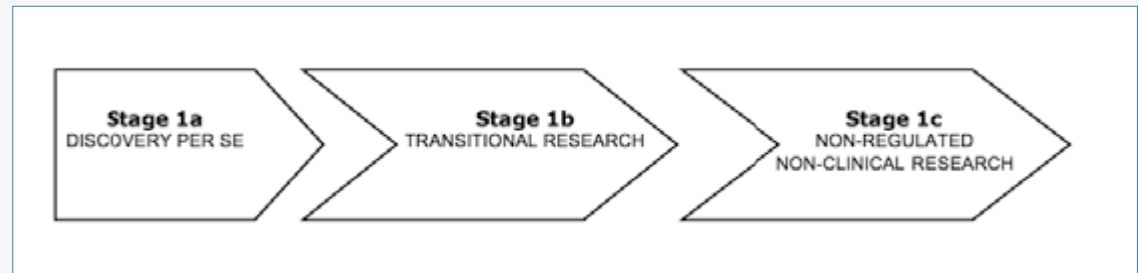 Stage 1a
DISCOVERY PER SE
Stage 1b
TRANSITIONAL RESEARCH
Stage 1c
NON-REGULATED
NON-CLINICAL RESEARCH